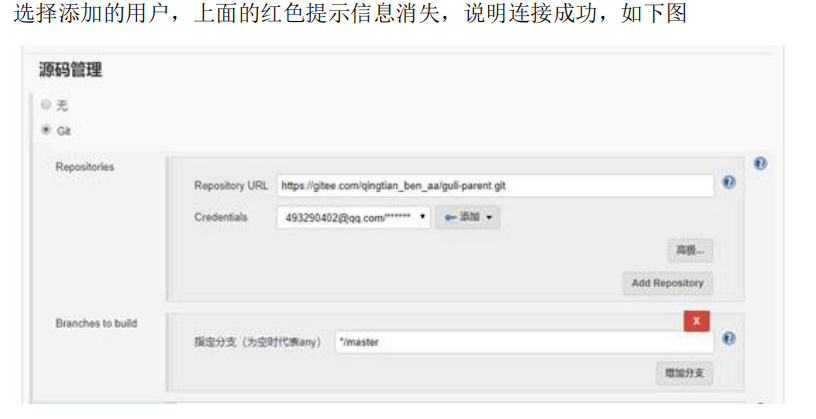 选择添加的用户，上面的红色提示信息消失，说明连接成功，如下图
源码管理
无
Git
Repositories
Repository URL https://gitee.com/qingtian_ben_aa/guli-parent.git
Credentials 493290402@qq.com/****** 添加
高级...
Add Repository
Branches to build
X
指定分支（为空时代表any） */master
增加分支